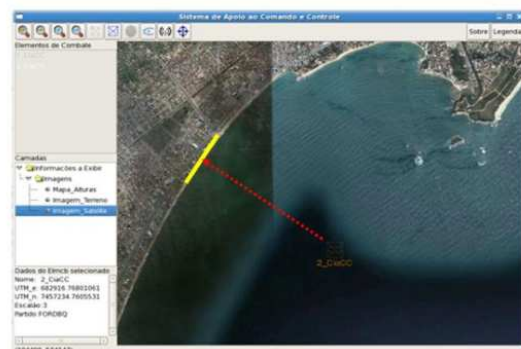 Sistema de Apoio ao Comando e Controle
Sobre Legenda
Elementos de Combate
Camadas
Informacões a Exibir
Imagens
Mapa_Alturas
Imagem_Terreno
Imagem_Satelite
2_CiaCC
Dados do Elmcb selecionado
Nome: 2_CiaCC
UTM_e: 682916.76801061
UTM_n: 7457234.7605531
Escalão:3
Partido:FORDBQ